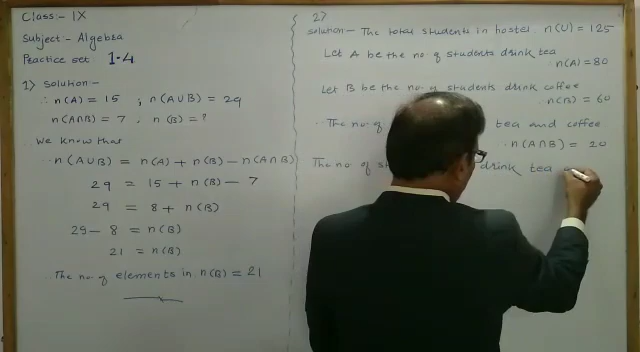 Class:- IX
Subject:- Algebra
Practice set 1.4
1) Solution:-
∴ n(A) = 15 ; n(A∪B) = 29
n(A∩B) = 7 . n(B) = ?
∴ We know that
∴ n(A∪B) = n(A) + n(B) - n(A∩B)
29 = 15 + n(B) - 7
29 = 8 + n(B)
29 - 8 = n(B)
21 = n(B)
∴ The no of elements in n(B) = 21
2)
Solution:- The total students in hostel. n(U) = 125
Let A be the no of students drink tea
n(A) = 80
Let B be the no of students drink coffee
n(B) = 60
∴ The no of tea and coffee
∴ n(A∩B) = 20
The no of drink tea